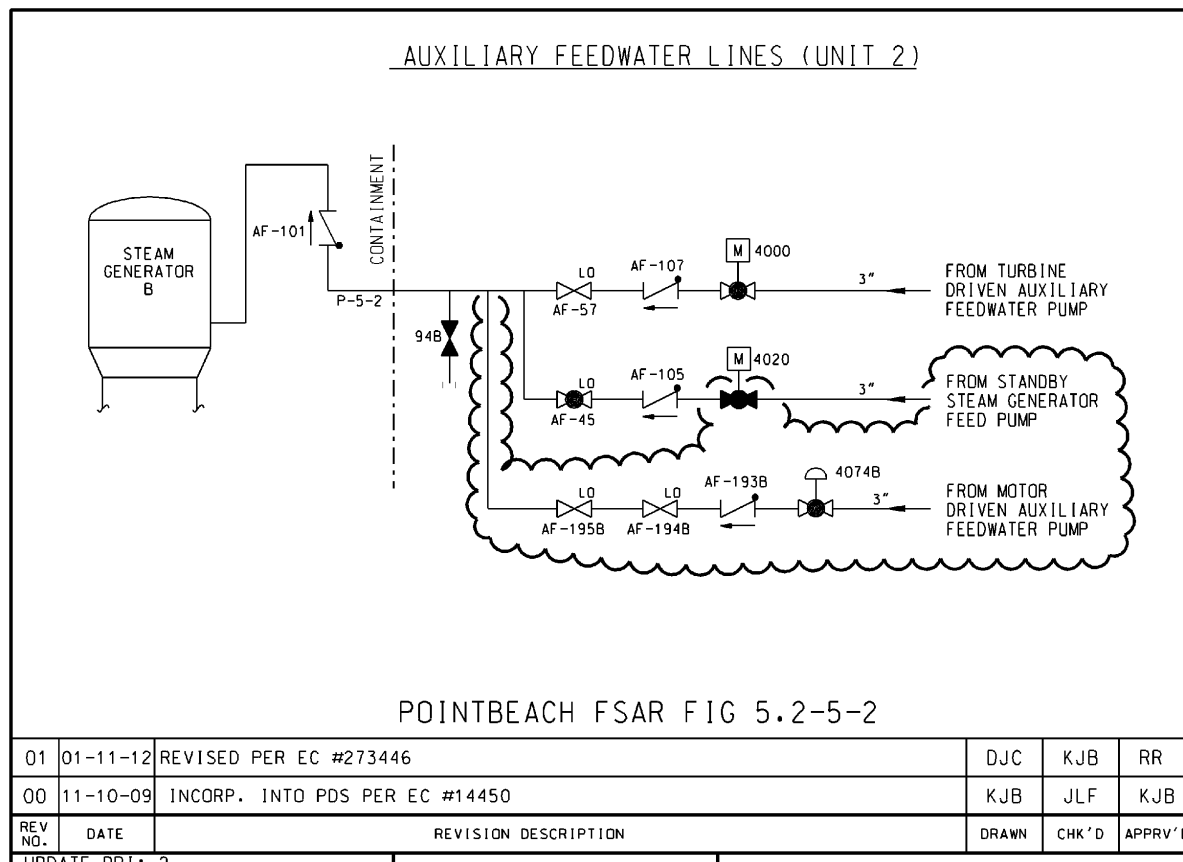 AUXILIARY FEEDWATER LINES (UNIT 2)
CONTAINMENT
AF-101
STEAM
GENERATOR
B
P-5-2
94B
LO
AF-57
AF-107
M 4000
3"
FROM TURBINE
DRIVEN AUXILIARY
FEEDWATER PUMP
LO
AF-45
AF-105
M 4020
3"
FROM STANDBY
STEAM GENERATOR
FEED PUMP
LO
AF-195B
LO
AF-194B
AF-193B
4074B
3"
FROM MOTOR
DRIVEN AUXILIARY
FEEDWATER PUMP
POINTBEACH FSAR FIG 5.2-5-2
01 01-11-12 REVISED PER EC #273446 DJC KJB RR
00 11-10-09 INCORP. INTO PDS PER EC #14450 KJB JLF KJB
REV NO. DATE REVISION DESCRIPTION DRAWN CHK'D APPRV'